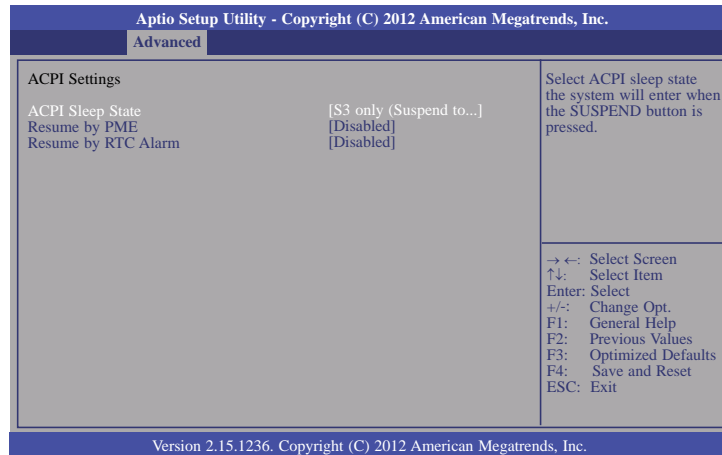 Aptio Setup Utility - Copyright (C) 2012 American Megatrends, Inc.
Advanced
ACPI Settings
ACPI Sleep State [S3 only (Suspend to...]
Resume by PME [Disabled]
Resume by RTC Alarm [Disabled]
Select ACPI sleep state
the system will enter when
the SUSPEND button is
pressed.
→ ←: Select Screen
↑↓: Select Item
Enter: Select
+/-: Change Opt.
F1: General Help
F2: Previous Values
F3: Optimized Defaults
F4: Save and Reset
ESC: Exit
Version 2.15.1236. Copyright (C) 2012 American Megatrends, Inc.